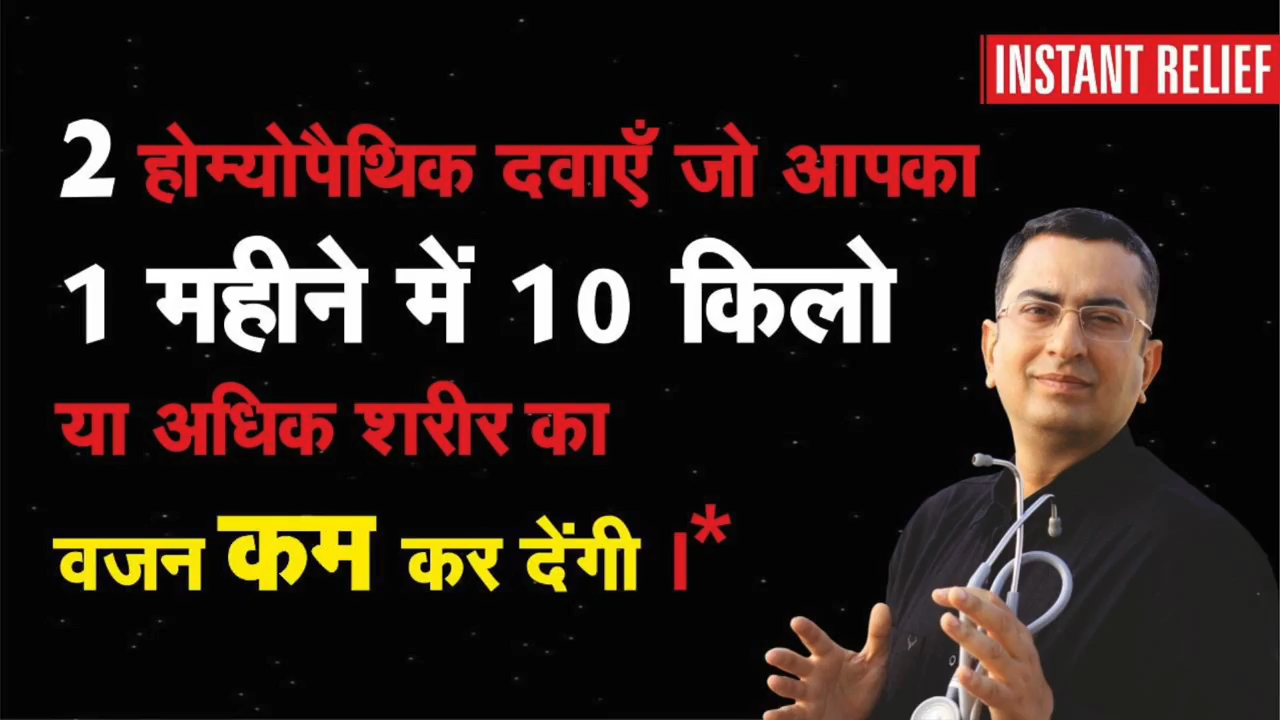 INSTANT RELIEF
2 होम्योपैथिक दवाएँ जो आपका
1 महीने में 10 किलो
या अधिक शरीर का
वजन कम कर देंगी ।*